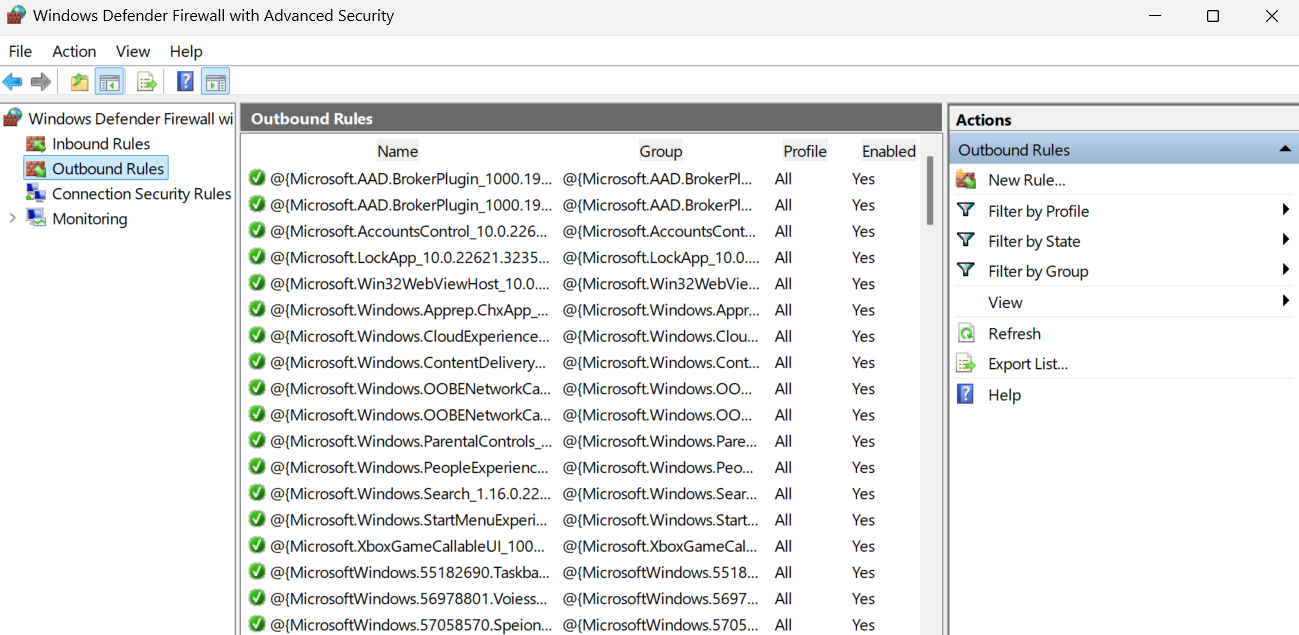 Windows Defender Firewall with Advanced Security
File Action View Help
Windows Defender Firewall wi
Inbound Rules
Outbound Rules
Connection Security Rules
Monitoring
Outbound Rules
Name Group Profile Enabled
@{Microsoft.AAD.BrokerPlugin_1000.19... @{Microsoft.AAD.BrokerPl... All Yes
@{Microsoft.AAD.BrokerPlugin_1000.19... @{Microsoft.AAD.BrokerPl... All Yes
@{Microsoft.AccountsControl_10.0.226... @{Microsoft.AccountsCont... All Yes
@{Microsoft.LockApp_10.0.22621.3235... @{Microsoft.LockApp_10.0.... All Yes
@{Microsoft.Win32WebViewHost_10.0.... @{Microsoft.Win32WebVie... All Yes
@{Microsoft.Windows.Apprep.ChxApp_... @{Microsoft.Windows.Appr... All Yes
@{Microsoft.Windows.CloudExperience... @{Microsoft.Windows.Clou... All Yes
@{Microsoft.Windows.ContentDelivery... @{Microsoft.Windows.Cont... All Yes
@{Microsoft.Windows.OOBENetworkCa... @{Microsoft.Windows.OO... All Yes
@{Microsoft.Windows.OOBENetworkCa... @{Microsoft.Windows.OO... All Yes
@{Microsoft.Windows.ParentalControls_... @{Microsoft.Windows.Pare... All Yes
@{Microsoft.Windows.PeopleExperienc... @{Microsoft.Windows.Peo... All Yes
@{Microsoft.Windows.Search_1.16.0.22... @{Microsoft.Windows.Sear... All Yes
@{Microsoft.Windows.StartMenuExperi... @{Microsoft.Windows.Start... All Yes
@{Microsoft.XboxGameCallableUI_100... @{Microsoft.XboxGameCal... All Yes
@{MicrosoftWindows.55182690.Taskba... @{MicrosoftWindows.5518... All Yes
@{MicrosoftWindows.56978801.Voiess... @{MicrosoftWindows.5697... All Yes
@{MicrosoftWindows.57058570.Speion... @{MicrosoftWindows.5705... All Yes
Actions
Outbound Rules
New Rule...
Filter by Profile
Filter by State
Filter by Group
View
Refresh
Export List...
Help